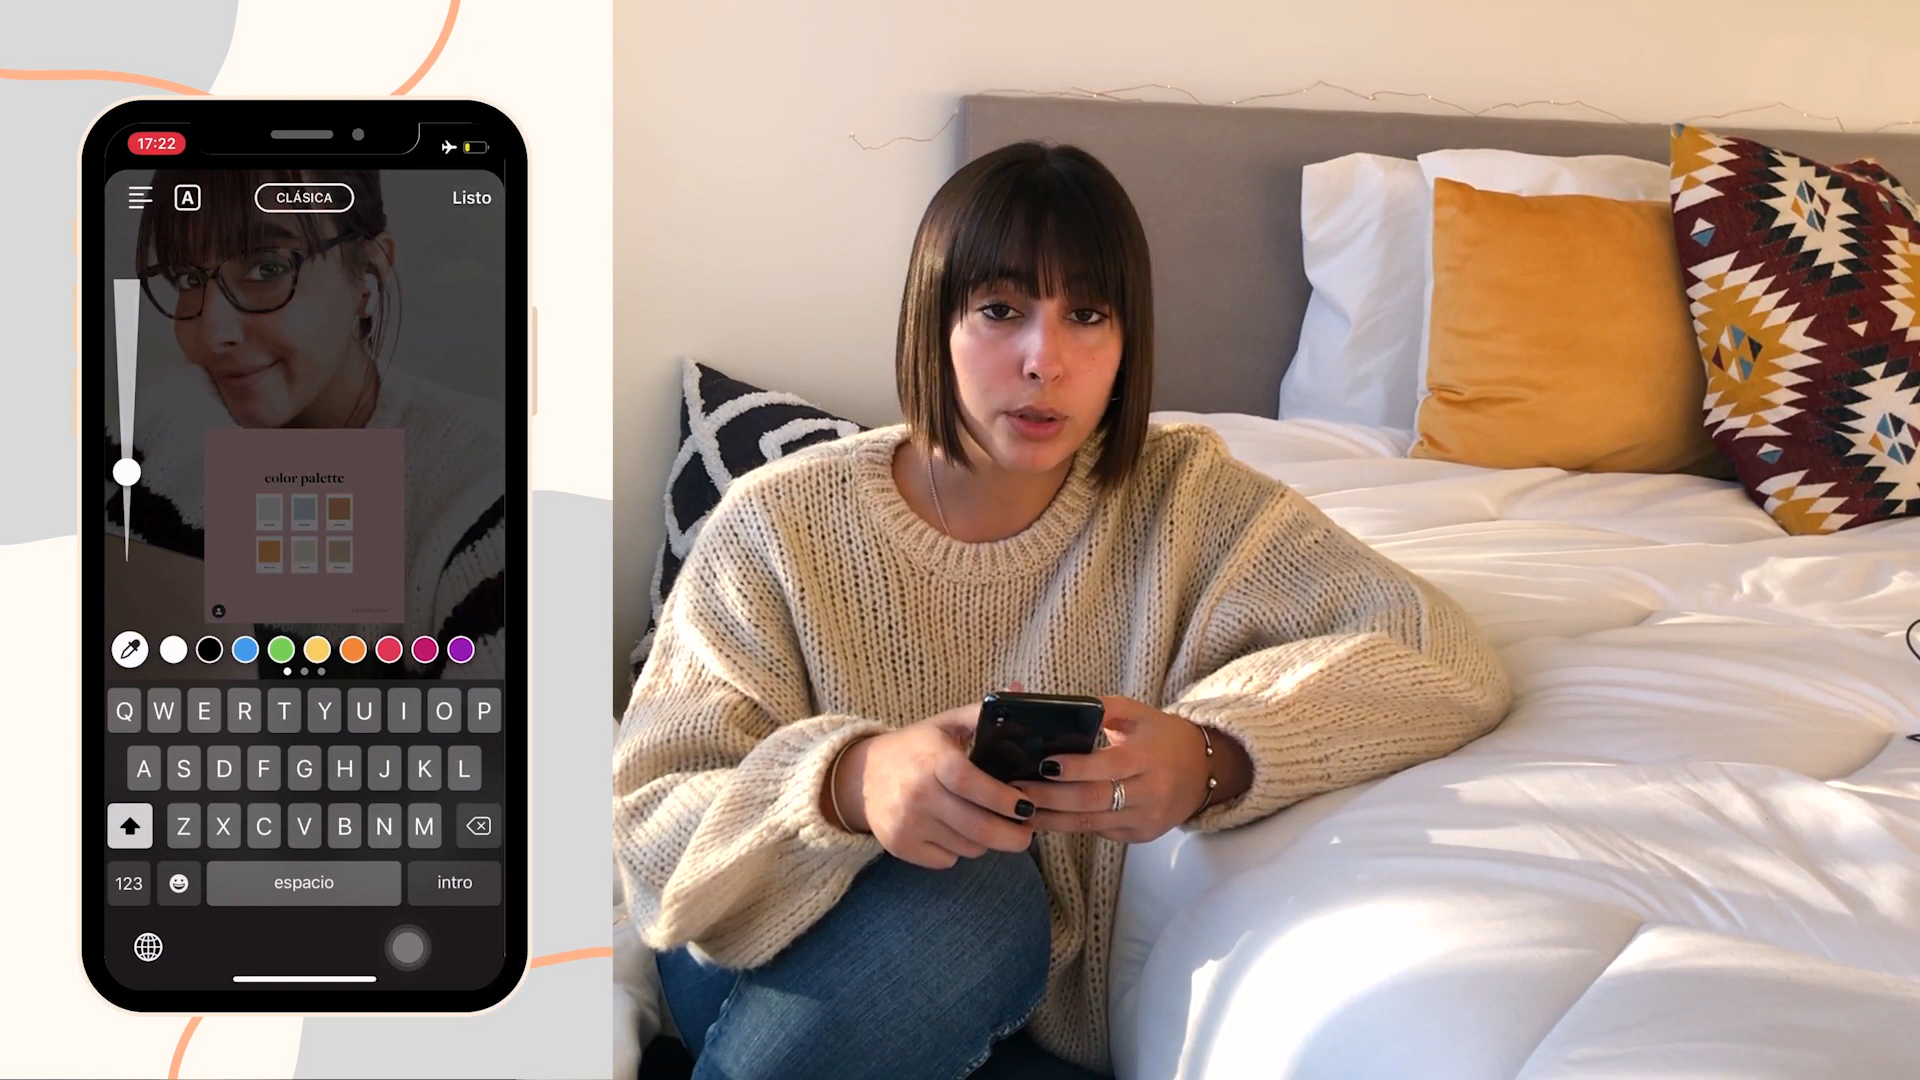 17:22
A CLÁSICA Listo
color palette
Q W E R T Y U I O P
A S D F G H J K L
Z X C V B N M
123 espacio intro